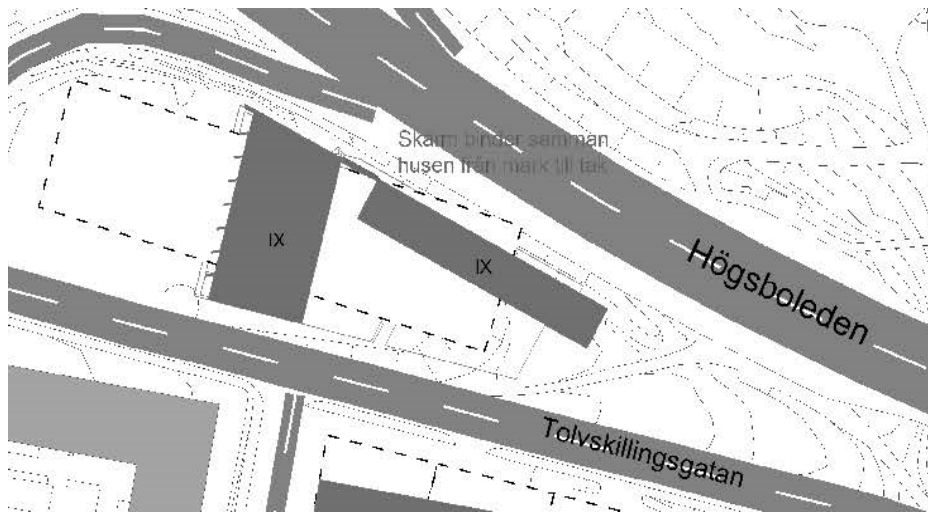 Skärm binder samman
husen från mark till tak
IX
IX
Högsboleden
Tolvskillingsgatan